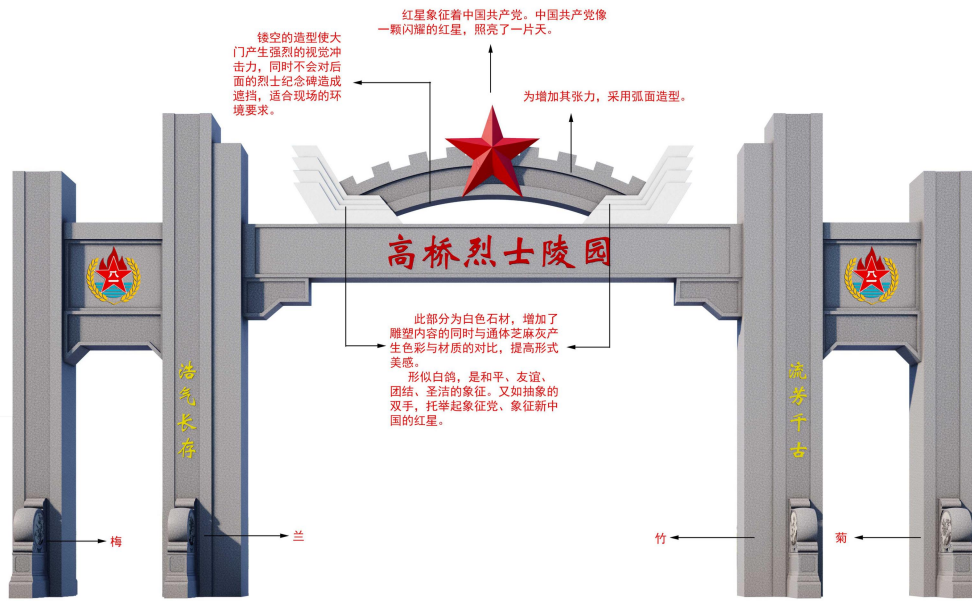 红星象征着中国共产党。中国共产党像
一颗闪耀的红星，照亮了一片天。
镂空的造型使大
门产生强烈的视觉冲
击力，同时不会对后
面的烈士纪念碑造成
遮挡，适合现场的环
境要求。
为增加其张力，采用弧面造型。
高桥烈士陵园
八一
八一
此部分为白色石材，增加了
雕塑内容的同时与通体芝麻灰产
生色彩与材质的对比，提高形式
美感。
形似白鸽，是和平、友谊、
团结、圣洁的象征。又如抽象的
双手，托举起象征党、象征新中
国的红星。
浩气长存
流芳千古
梅
兰
竹
菊